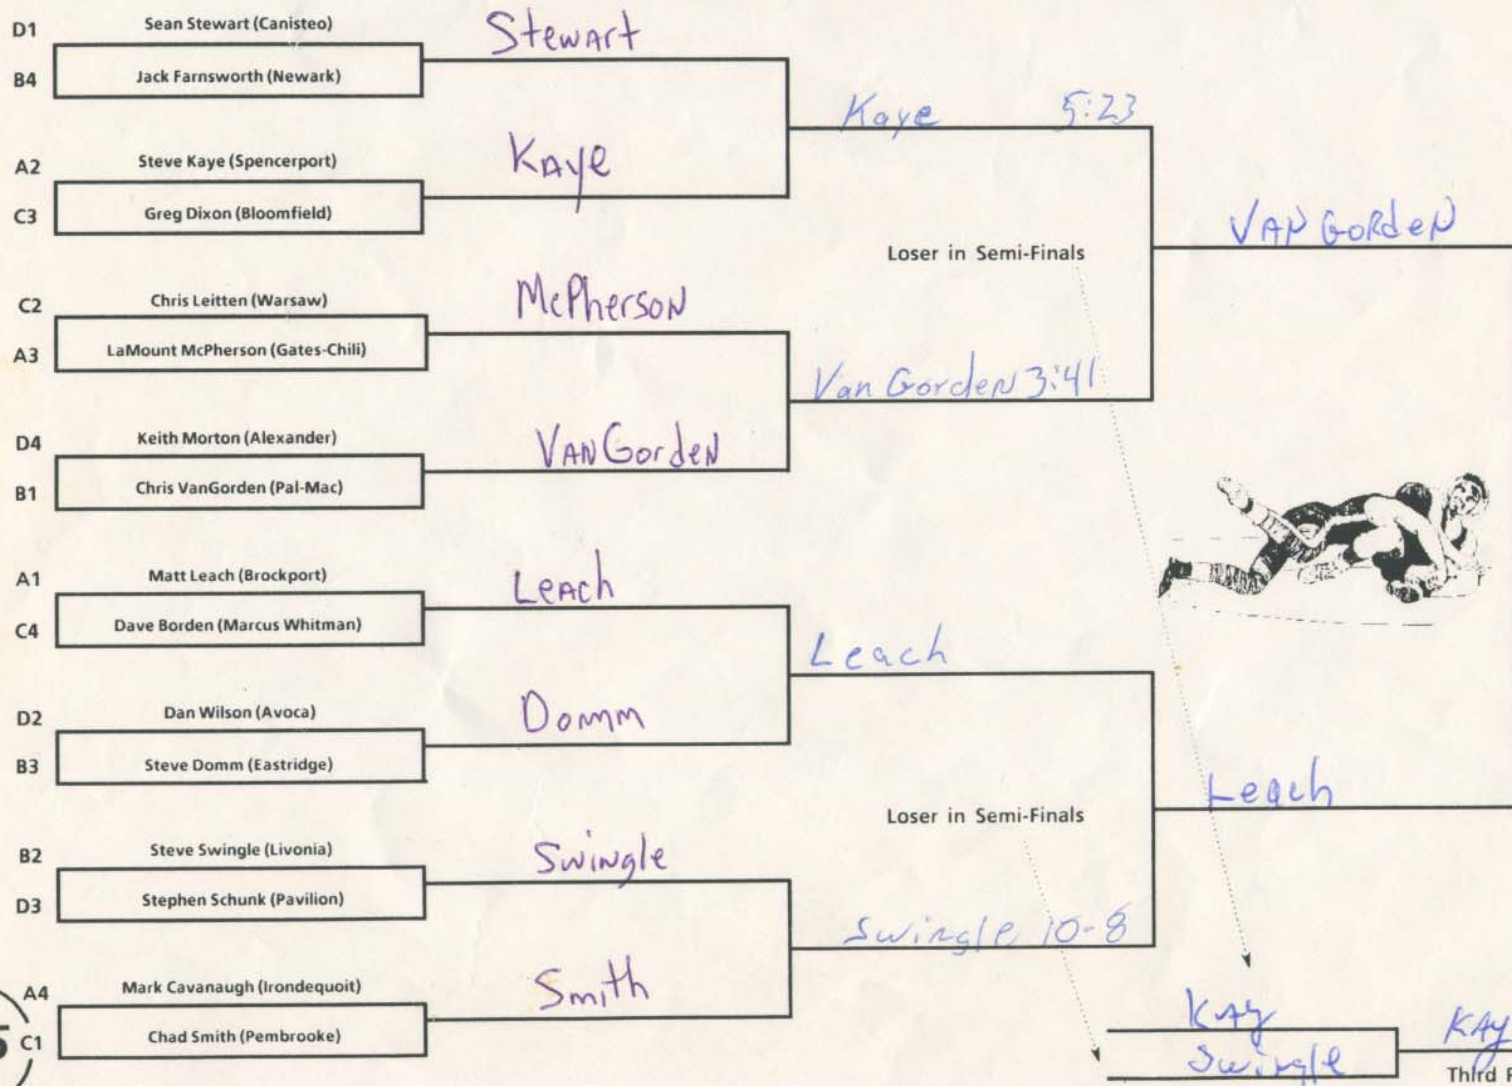 D1 Sean Stewart (Canisteo)
B4 Jack Farnsworth (Newark)
Stewart
A2 Steve Kaye (Spencerport)
C3 Greg Dixon (Bloomfield)
Kaye
Kaye 5:23
C2 Chris Leitten (Warsaw)
A3 LaMount McPherson (Gates-Chili)
McPherson
D4 Keith Morton (Alexander)
B1 Chris VanGorden (Pal-Mac)
VanGorden
Van Gorden 3:41
Loser in Semi-Finals
Van Gorden
A1 Matt Leach (Brockport)
C4 Dave Borden (Marcus Whitman)
Leach
D2 Dan Wilson (Avoca)
B3 Steve Domm (Eastridge)
Domm
Leach
B2 Steve Swingle (Livonia)
D3 Stephen Schunk (Pavilion)
Swingle
A4 Mark Cavanaugh (Irondequoit)
C1 Chad Smith (Pembrooke)
Smith
Swingle 10-8
Loser in Semi-Finals
Leach
Kay
Swingle
Kay
Third